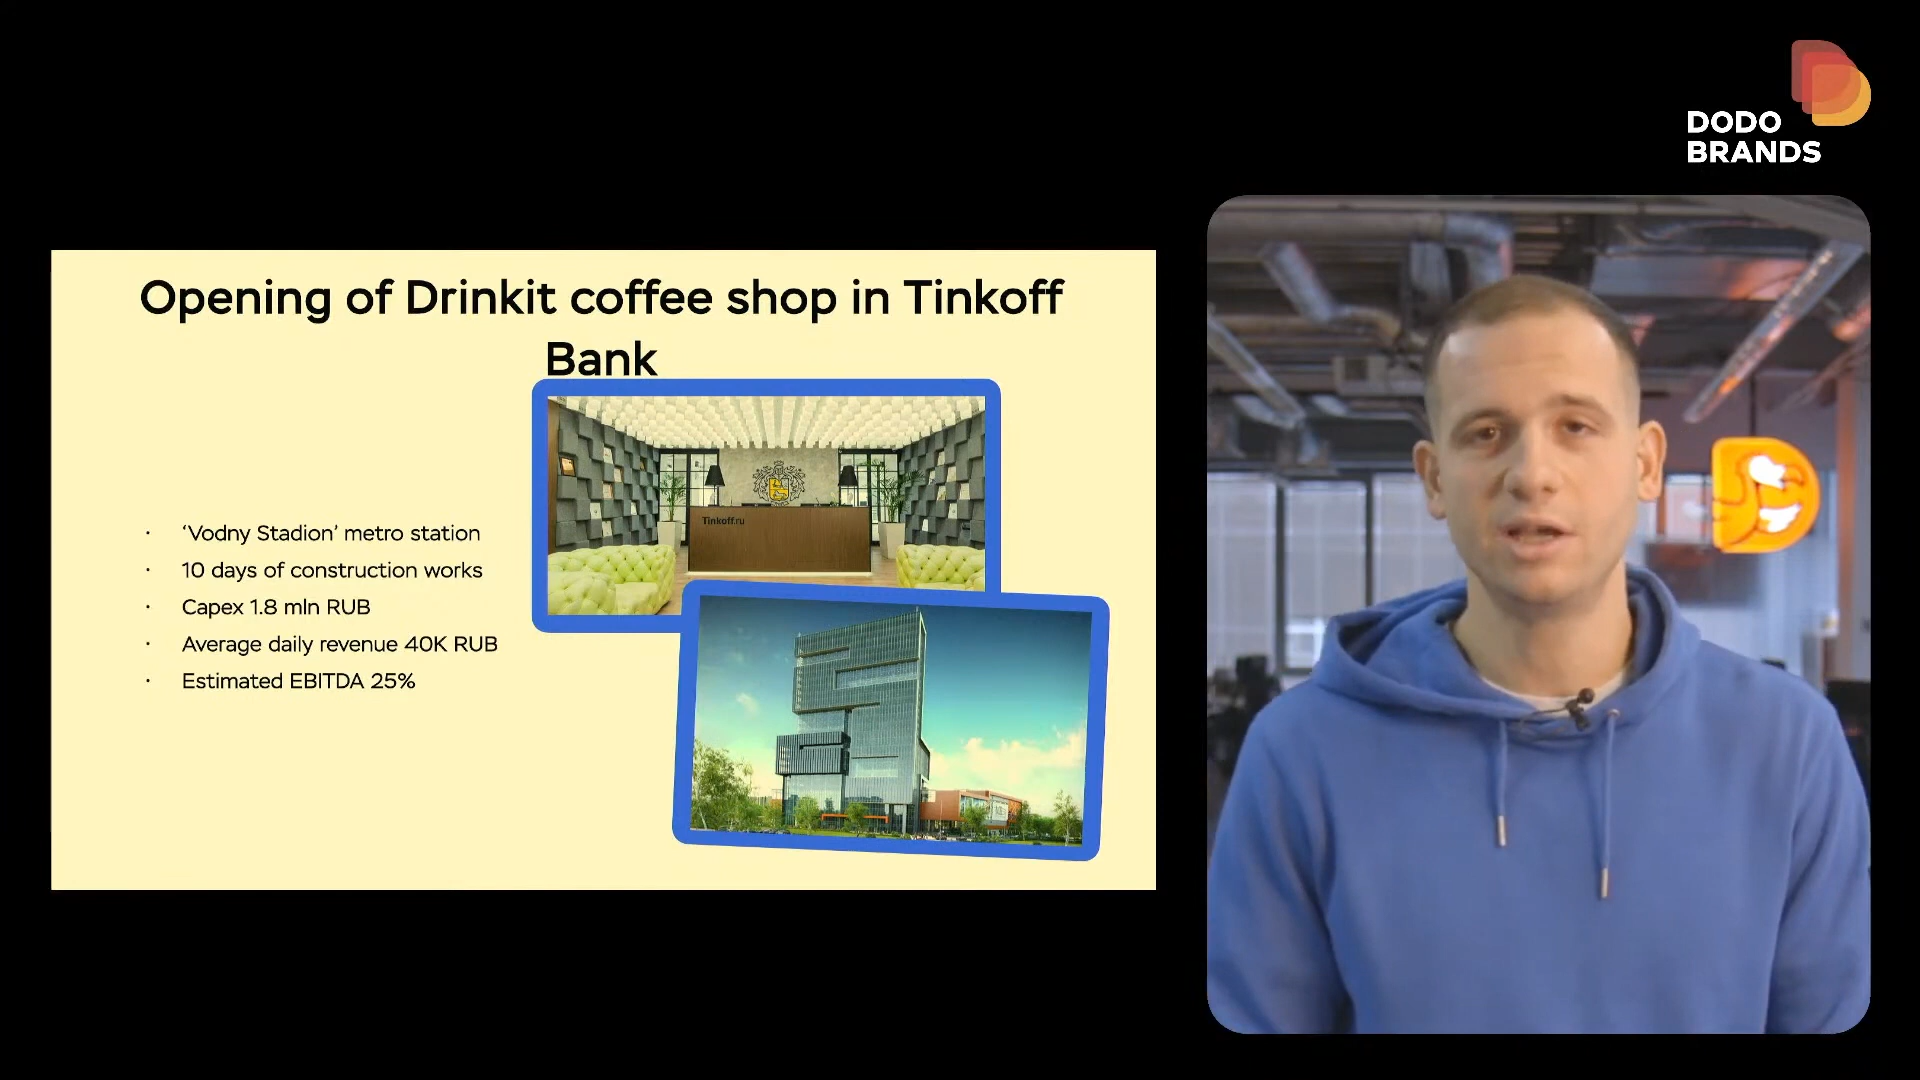 DODO
BRANDS
Opening of Drinkit coffee shop in Tinkoff
Bank
Tinkoff.ru
· ‘Vodny Stadion’ metro station
· 10 days of construction works
· Capex 1.8 mln RUB
· Average daily revenue 40K RUB
· Estimated EBITDA 25%